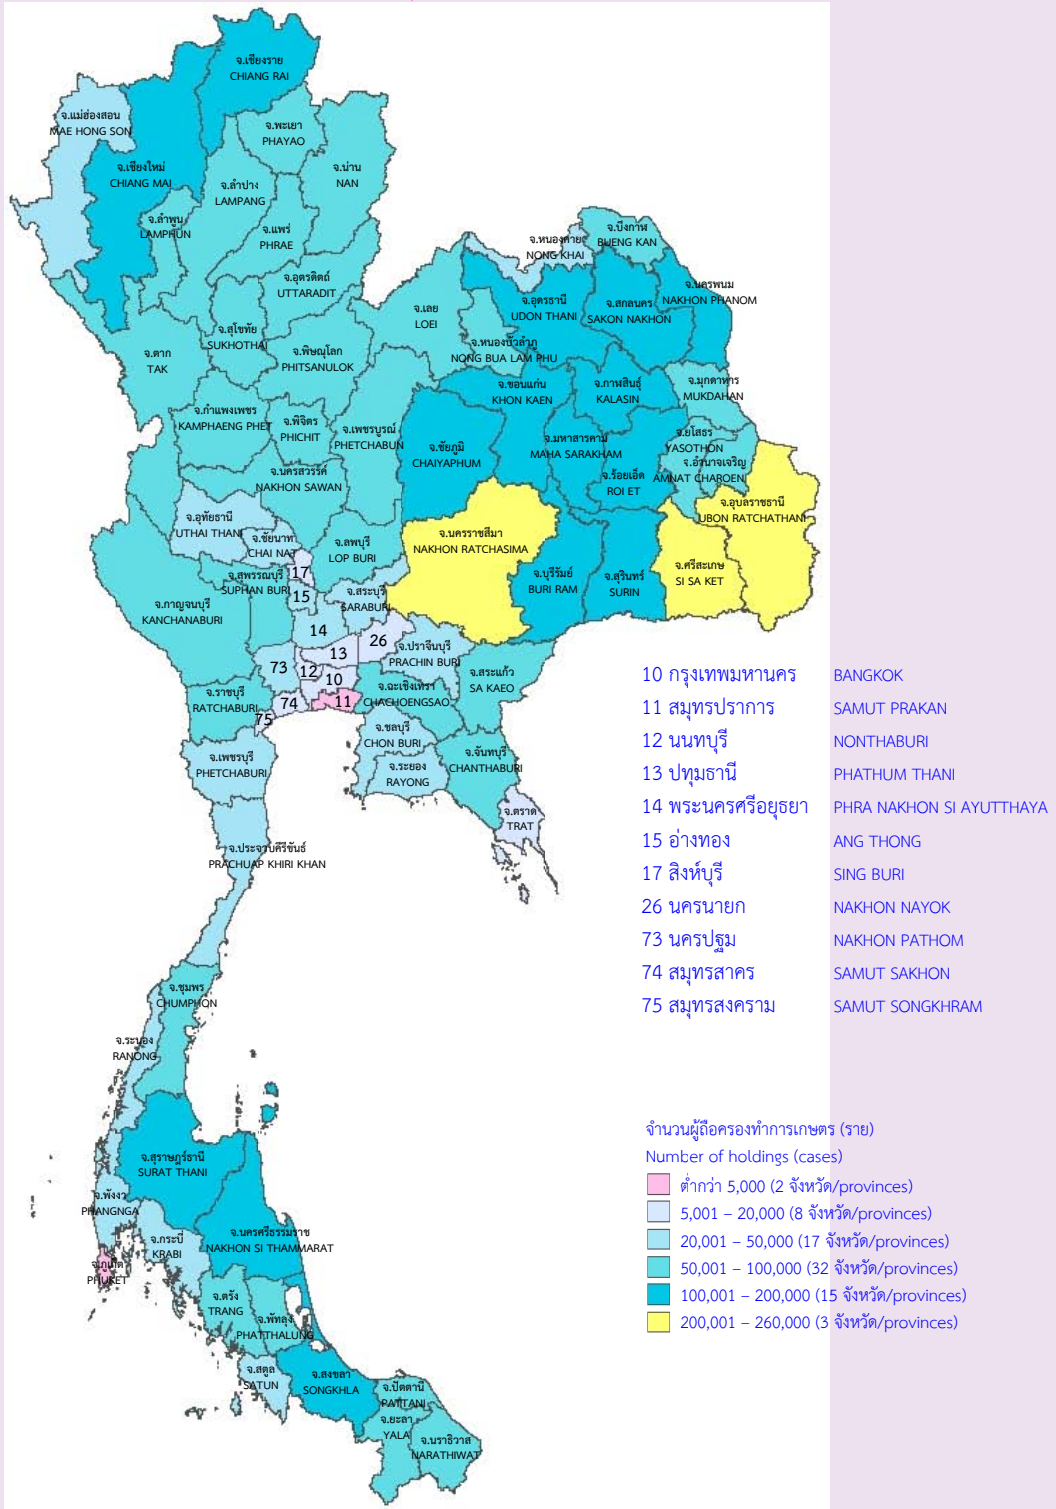 จ.เชียงราย
CHIANG RAI
จ.แม่ฮ่องสอน
MAE HONG SON
จ.พะเยา
PHAYAO
จ.เชียงใหม่
CHIANG MAI
จ.น่าน
NAN
จ.ลำปาง
LAMPANG
จ.ลำพูน
LAMPHUN
จ.แพร่
PHRAE
จ.บึงกาฬ
BUENG KAN
จ.หนองคาย
NONG KHAI
จ.อุตรดิตถ์
UTTARADIT
จ.นครพนม
NAKHON PHANOM
จ.เลย
LOEI
จ.อุดรธานี
UDON THANI
จ.สกลนคร
SAKON NAKHON
จ.สุโขทัย
SUKHOTHAI
จ.หนองบัวลำภู
NONG BUA LAM PHU
จ.ตาก
TAK
จ.พิษณุโลก
PHITSANULOK
จ.ขอนแก่น
KHON KAEN
จ.กาฬสินธุ์
KALASIN
จ.มุกดาหาร
MUKDAHAN
จ.กำแพงเพชร
KAMPHAENG PHET
จ.พิจิตร
PHICHIT
จ.เพชรบูรณ์
PHETCHABUN
จ.ชัยภูมิ
CHAIYAPHUM
จ.มหาสารคาม
MAHA SARAKHAM
จ.ยโสธร
YASOTHON
จ.อำนาจเจริญ
AMNAT CHAROEN
จ.ร้อยเอ็ด
ROI ET
จ.นครสวรรค์
NAKHON SAWAN
จ.อุบลราชธานี
UBON RATCHATHANI
จ.อุทัยธานี
UTHAI THANI
จ.ชัยนาท
CHAI NAT
จ.ลพบุรี
LOP BURI
จ.นครราชสีมา
NAKHON RATCHASIMA
จ.บุรีรัมย์
BURI RAM
จ.สุรินทร์
SURIN
จ.ศรีสะเกษ
SI SA KET
17
จ.สุพรรณบุรี
SUPHAN BURI
15
จ.สระบุรี
SARABURI
จ.กาญจนบุรี
KANCHANABURI
14
26
จ.ปราจีนบุรี
PRACHIN BURI
13
73
12
10
จ.สระแก้ว
SA KAEO
จ.ราชบุรี
RATCHABURI
74
11
จ.ฉะเชิงเทรา
CHACHOENGSAO
75
จ.ชลบุรี
CHON BURI
จ.เพชรบุรี
PHETCHABURI
จ.ระยอง
RAYONG
จ.จันทบุรี
CHANTHABURI
จ.ตราด
TRAT
จ.ประจวบคีรีขันธ์
PRACHUAP KHIRI KHAN
จ.ชุมพร
CHUMPHON
จ.ระนอง
RANONG
จ.สุราษฎร์ธานี
SURAT THANI
จ.พังงา
PHANGNGA
จ.กระบี่
KRABI
จ.นครศรีธรรมราช
NAKHON SI THAMMARAT
จ.ภูเก็ต
PHUKET
จ.ตรัง
TRANG
จ.พัทลุง
PHATTHALUNG
จ.สตูล
SATUN
จ.สงขลา
SONGKHLA
จ.ปัตตานี
PATTANI
จ.ยะลา
YALA
จ.นราธิวาส
NARATHIWAT
10 กรุงเทพมหานคร BANGKOK
11 สมุทรปราการ SAMUT PRAKAN
12 นนทบุรี NONTHABURI
13 ปทุมธานี PHATHUM THANI
14 พระนครศรีอยุธยา PHRA NAKHON SI AYUTTHAYA
15 อ่างทอง ANG THONG
17 สิงห์บุรี SING BURI
26 นครนายก NAKHON NAYOK
73 นครปฐม NAKHON PATHOM
74 สมุทรสาคร SAMUT SAKHON
75 สมุทรสงคราม SAMUT SONGKHRAM
จำนวนผู้ถือครองทำการเกษตร (ราย)
Number of holdings (cases)
ต่ำกว่า 5,000 (2 จังหวัด/provinces)
5,001 – 20,000 (8 จังหวัด/provinces)
20,001 – 50,000 (17 จังหวัด/provinces)
50,001 – 100,000 (32 จังหวัด/provinces)
100,001 – 200,000 (15 จังหวัด/provinces)
200,001 – 260,000 (3 จังหวัด/provinces)